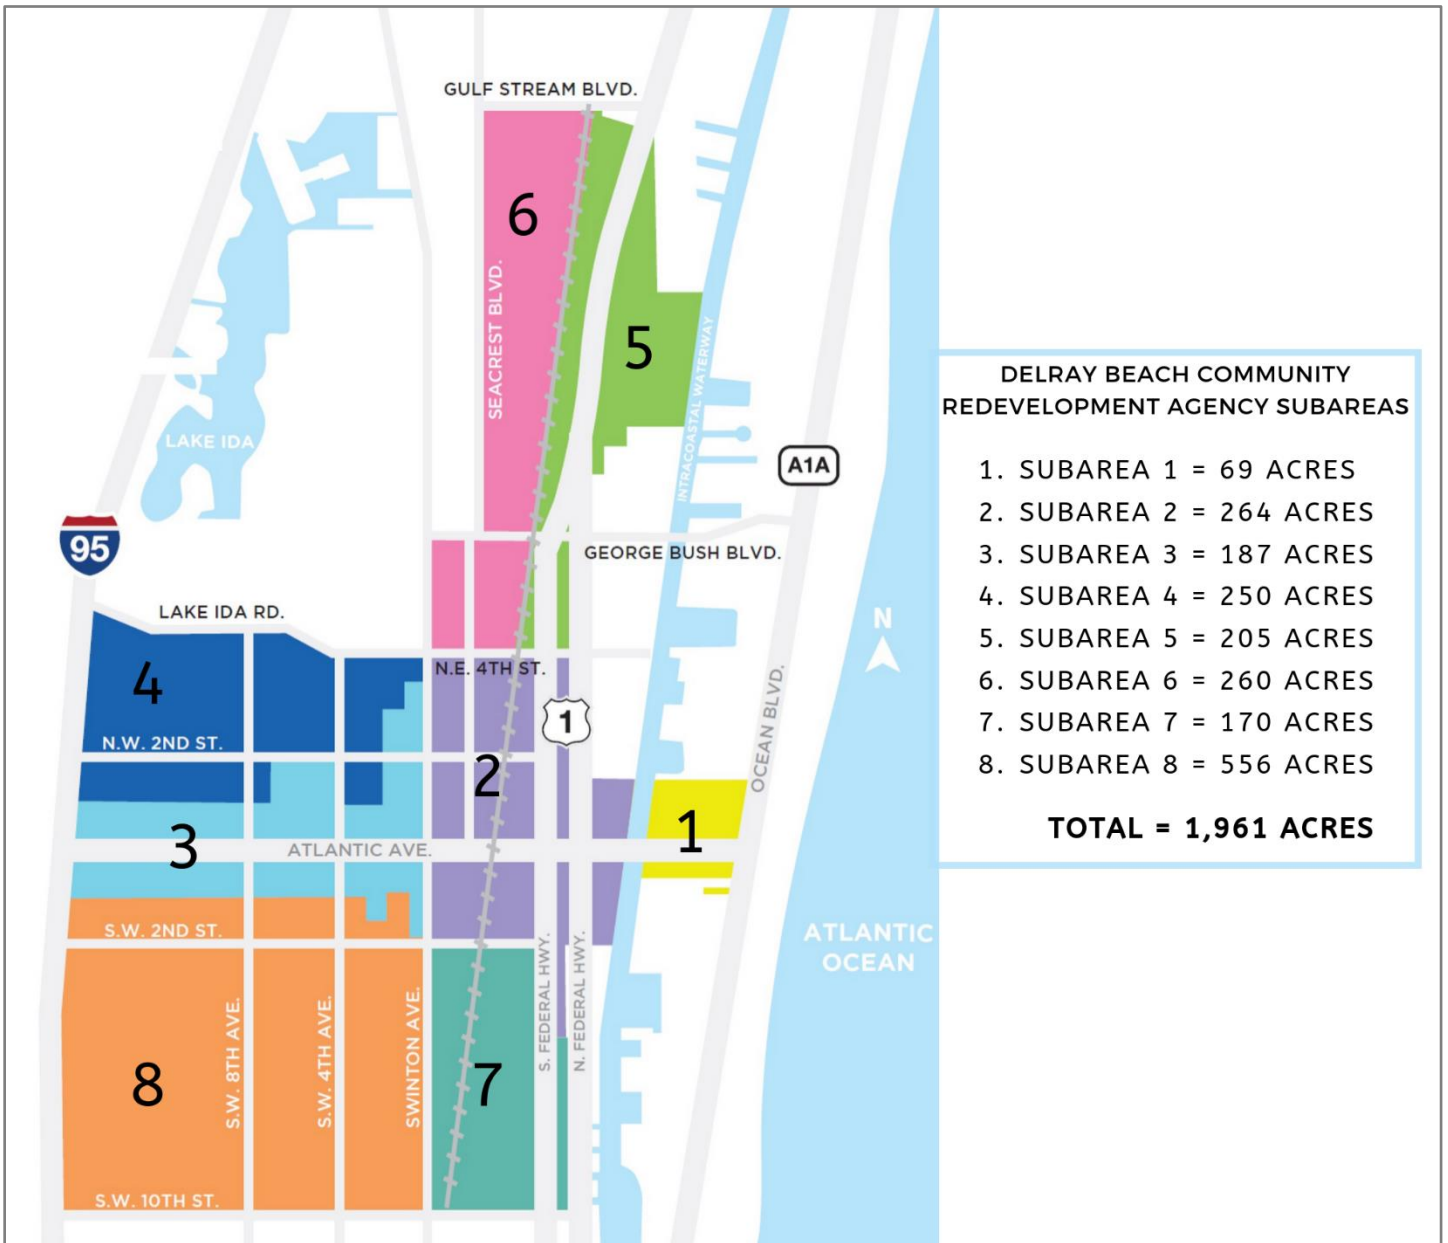 GULF STREAM BLVD.
6
SEACREST BLVD.
5
INTRACOASTAL WATERWAY
LAKE IDA
A1A
95
GEORGE BUSH BLVD.
LAKE IDA RD.
N
4
N.E. 4TH ST.
1
OCEAN BLVD.
N.W. 2ND ST.
2
3
ATLANTIC AVE.
1
S.W. 2ND ST.
ATLANTIC
OCEAN
S. FEDERAL HWY.
N. FEDERAL HWY.
8
S.W. 8TH AVE.
S.W. 4TH AVE.
SWINTON AVE.
7
S.W. 10TH ST.
DELRAY BEACH COMMUNITY
REDEVELOPMENT AGENCY SUBAREAS
1. SUBAREA 1 = 69 ACRES
2. SUBAREA 2 = 264 ACRES
3. SUBAREA 3 = 187 ACRES
4. SUBAREA 4 = 250 ACRES
5. SUBAREA 5 = 205 ACRES
6. SUBAREA 6 = 260 ACRES
7. SUBAREA 7 = 170 ACRES
8. SUBAREA 8 = 556 ACRES
TOTAL = 1,961 ACRES